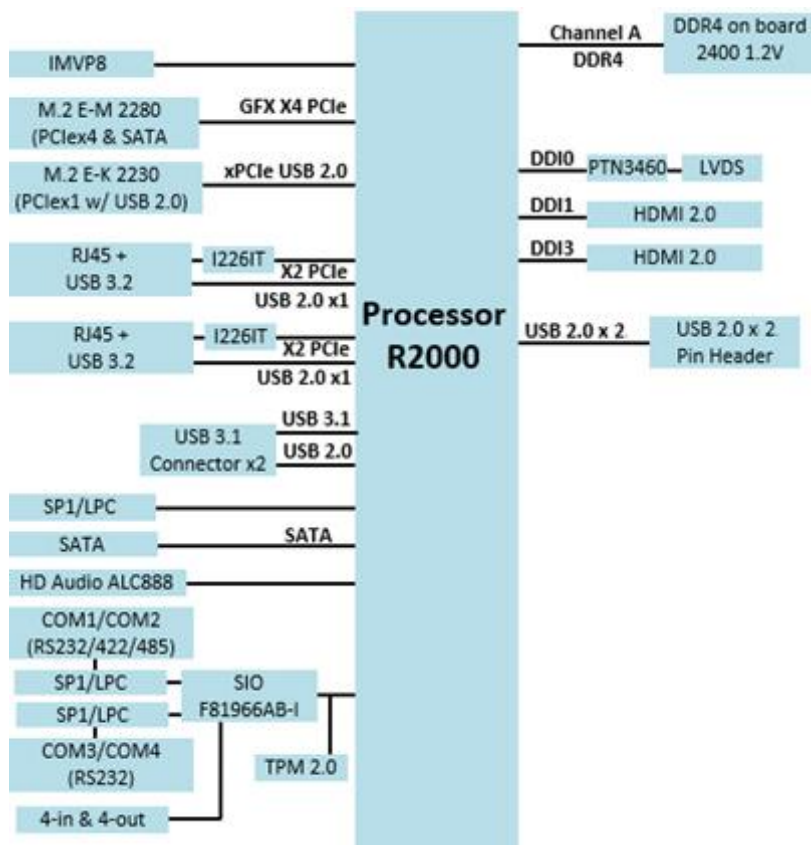 IMVP8
M.2 E-M 2280
(PCIex4 & SATA
GFX X4 PCIe
M.2 E-K 2230
(PCIex1 w/ USB 2.0)
xPCIe USB 2.0
RJ45 +
USB 3.2
I226IT
X2 PCIe
USB 2.0 x1
RJ45 +
USB 3.2
I226IT
X2 PCIe
USB 2.0 x1
USB 3.1
Connector x2
USB 3.1
USB 2.0
SP1/LPC
SATA
SATA
HD Audio ALC888
COM1/COM2
(RS232/422/485)
SP1/LPC
SP1/LPC
COM3/COM4
(RS232)
4-in & 4-out
SIO
F81966AB-I
TPM 2.0
Processor
R2000
Channel A
DDR4
DDR4 on board
2400 1.2V
DDI0
PTN3460
LVDS
DDI1
HDMI 2.0
DDI3
HDMI 2.0
USB 2.0 x 2
USB 2.0 x 2
Pin Header